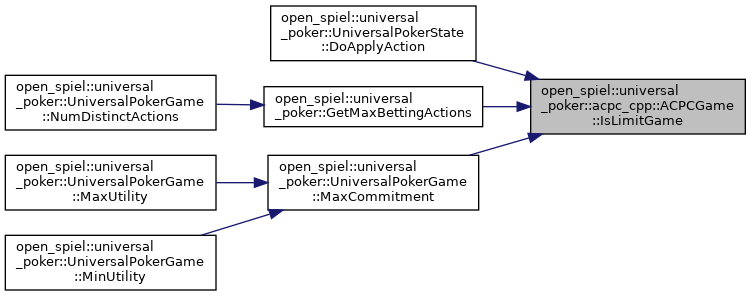 open_spiel::universal
_poker::UniversalPokerState
::DoApplyAction
open_spiel::universal
_poker::UniversalPokerGame
::NumDistinctActions
open_spiel::universal
_poker::GetMaxBettingActions
open_spiel::universal
_poker::acpc_cpp::ACPCGame
::IsLimitGame
open_spiel::universal
_poker::UniversalPokerGame
::MaxUtility
open_spiel::universal
_poker::UniversalPokerGame
::MaxCommitment
open_spiel::universal
_poker::UniversalPokerGame
::MinUtility